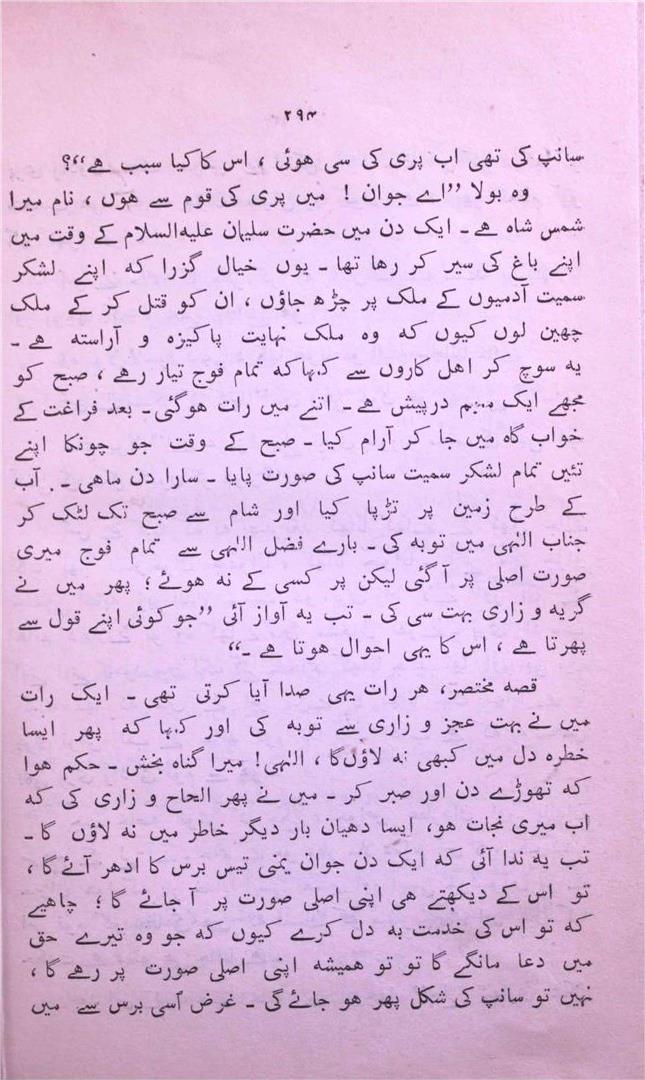 ۲۹۴
سانپ کی تھی اب پری کی سی ہوئی ، اس کا کیا سبب ہے“؟
وہ بولا ”اے جوان ! میں پری کی قوم سے ہوں ، نام میرا
شمس شاہ ہے ۔ ایک دن میں حضرت سلیمان علیہ السلام کے وقت میں
اپنے باغ کی سیر کر رہا تھا ۔ یوں خیال گزرا کہ اپنے لشکر
سمیت آدمیوں کے ملک پر چڑھ جاؤں ، ان کو قتل کر کے ملک
چھین لوں کیوں کہ وہ ملک نہایت پاکیزہ و آراستہ ہے ۔
یہ سوچ کر اہل کاروں سے کہا کہ تمام فوج تیار رہے ، صبح کو
مجھے ایک مہم درپیش ہے ۔ اتنے میں رات ہوگئی ۔ بعد فراغت کے
خواب گاہ میں جا کر آرام کیا ۔ صبح کے وقت جو چونکا اپنے
تئیں تمام لشکر سمیت سانپ کی صورت پایا ۔ سارا دن ماہی ۔ آب
کے طرح زمین پر تڑپا کیا اور شام سے صبح تک لٹک کر
جناب الٰہی میں توبہ کی ۔ بارے فضل الٰہی سے تمام فوج میری
صورت اصلی پر آ گئی لیکن پر کسی کے نہ ہوئے ؛ پھر میں نے
گریہ و زاری بہت سی کی ۔ تب یہ آواز آئی ”جو کوئی اپنے قول سے
پھرتا ہے ، اس کا یہی احوال ہوتا ہے ۔“
قصہ مختصر، ہر رات یہی صدا آیا کرتی تھی ۔ ایک رات
میں نے بہت عجز و زاری سے توبہ کی اور کہا کہ پھر ایسا
خطرہ دل میں کبھی نہ لاؤں گا ، الٰہی ! میرا گناہ بخش ۔ حکم ہوا
کہ تھوڑے دن اور صبر کر ۔ میں نے پھر الحاح و زاری کی کہ
اب میری نجات ہو، ایسا دھیان بار دیگر خاطر میں نہ لاؤں گا ۔
تب یہ ندا آئی کہ ایک دن جوان یمنی تیس برس کا ادھر آئے گا ،
تو اس کے دیکھتے ہی اپنی اصلی صورت پر آ جائے گا ؛ چاہیے
کہ تو اس کی خدمت بہ دل کرے کیوں کہ جو وہ تیرے حق
میں دعا مانگے گا تو تو ہمیشہ اپنی اصلی صورت پر رہے گا ،
نہیں تو سانپ کی شکل پھر ہو جائے گی ۔ غرض اسی برس سے میں